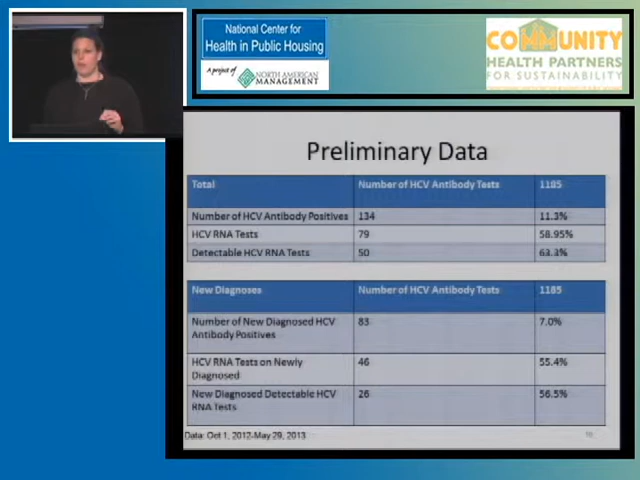 National Center for
Health in Public Housing
A project of
NORTH AMERICAN
MANAGEMENT
COMMUNITY
HEALTH PARTNERS
FOR SUSTAINABILITY
Preliminary Data
Total Number of HCV Antibody Tests 1185
Number of HCV Antibody Positives 134 11.3%
HCV RNA Tests 79 58.95%
Detectable HCV RNA Tests 50 63.3%
New Diagnoses Number of HCV Antibody Tests 1185
Number of New Diagnosed HCV
Antibody Positives 83 7.0%
HCV RNA Tests on Newly
Diagnosed 46 55.4%
New Diagnosed Detectable HCV
RNA Tests 26 56.5%
Data: Oct 1, 2012-May 29, 2013